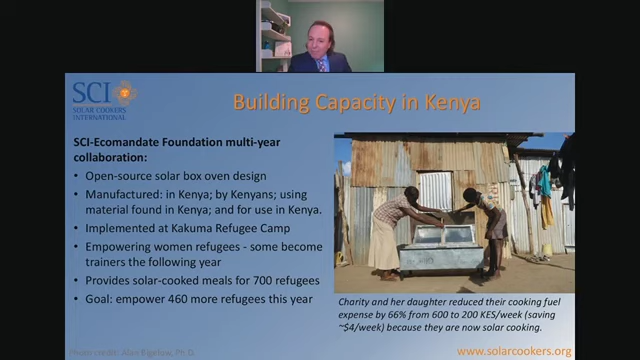 SCI
SOLAR COOKERS
INTERNATIONAL
Building Capacity in Kenya
SCI-Ecomandate Foundation multi-year
collaboration:
• Open-source solar box oven design
• Manufactured: in Kenya; by Kenyans; using
material found in Kenya; and for use in Kenya.
• Implemented at Kakuma Refugee Camp
• Empowering women refugees - some become
trainers the following year
• Provides solar-cooked meals for 700 refugees
• Goal: empower 460 more refugees this year
Charity and her daughter reduced their cooking fuel
expense by 66% from 600 to 200 KES/week (saving
~$4/week) because they are now solar cooking.
Photo credit: Alan Bigelow, Ph.D.
www.solarcookers.org